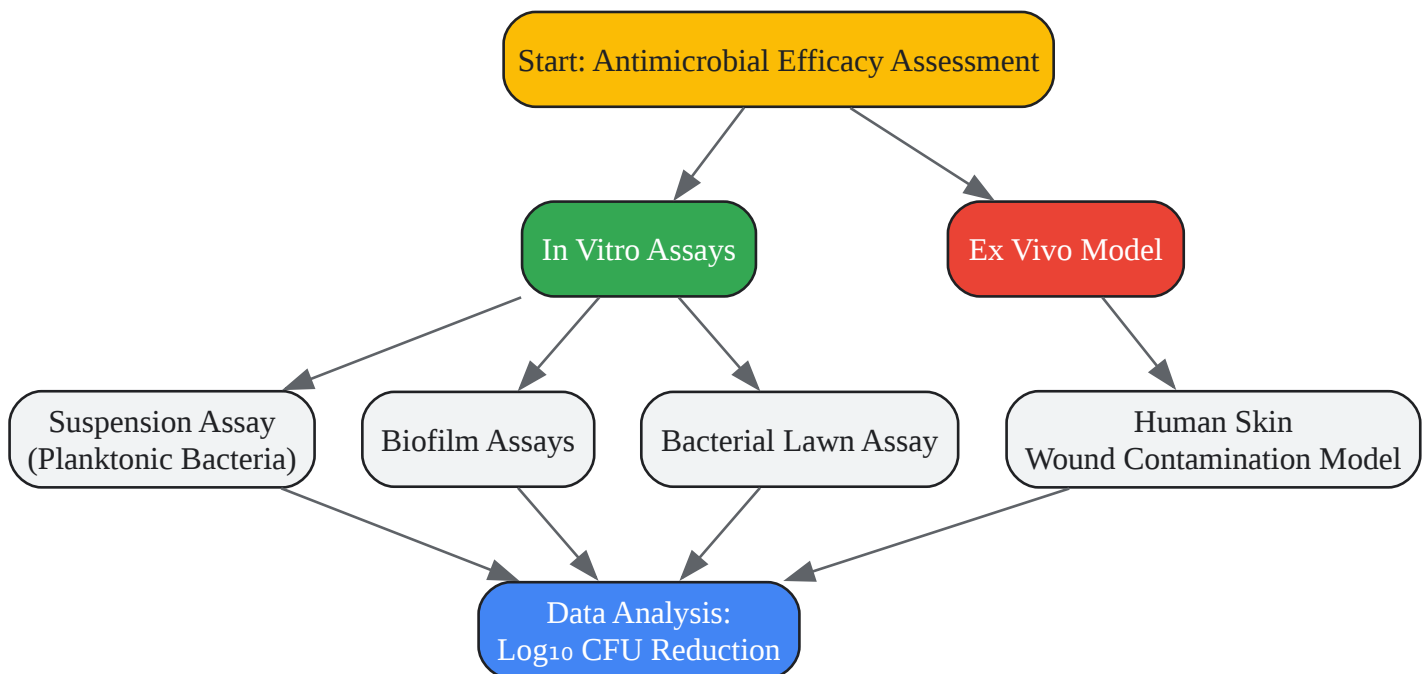 Start: Antimicrobial Efficacy Assessment
In Vitro Assays
Ex Vivo Model
Suspension Assay
(Planktonic Bacteria)
Biofilm Assays
Bacterial Lawn Assay
Human Skin
Wound Contamination Model
Data Analysis:
Log₁₀ CFU Reduction